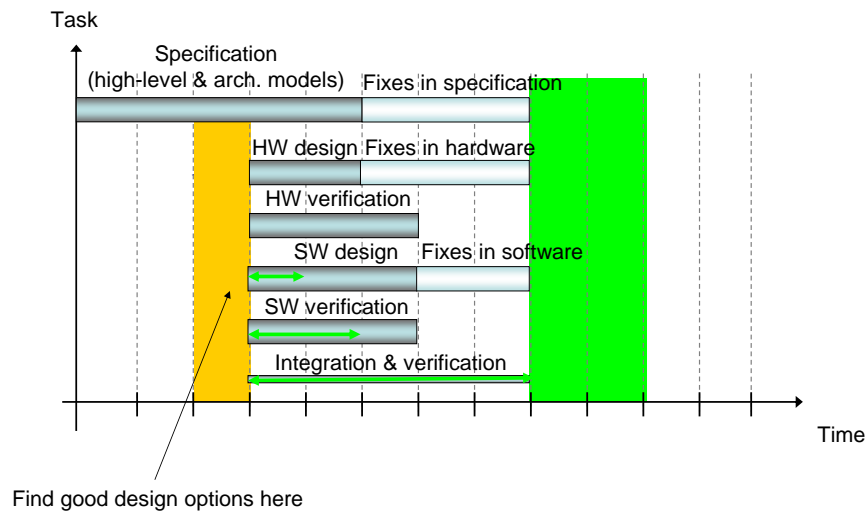 Task
Specification
(high-level & arch. models)
Fixes in specification
HW design
Fixes in hardware
HW verification
SW design
Fixes in software
SW verification
Integration & verification
Time
Find good design options here